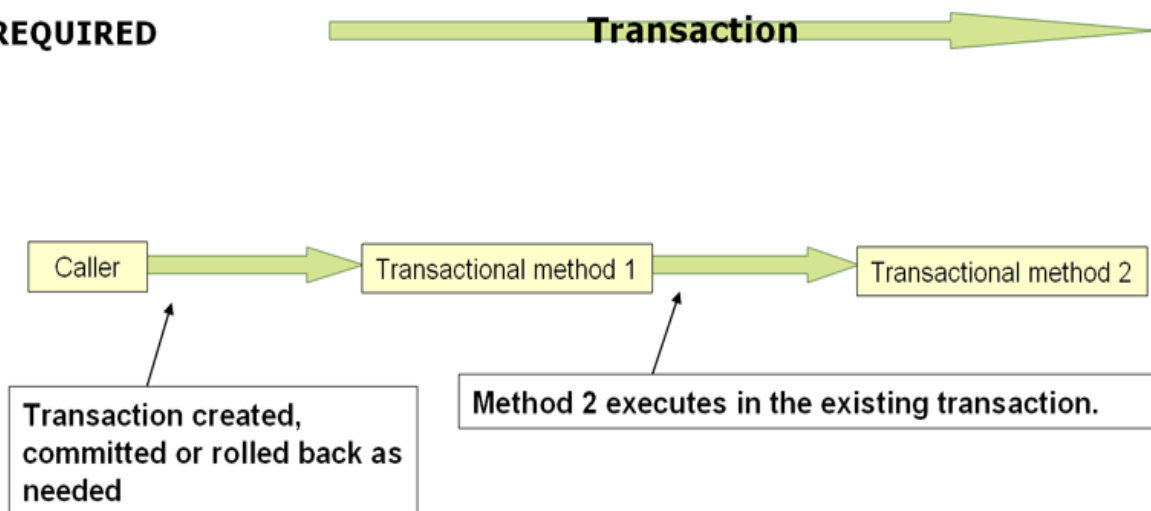 REQUIRED
Transaction
Caller
Transactional method 1
Transactional method 2
Transaction created,
committed or rolled back as
needed
Method 2 executes in the existing transaction.